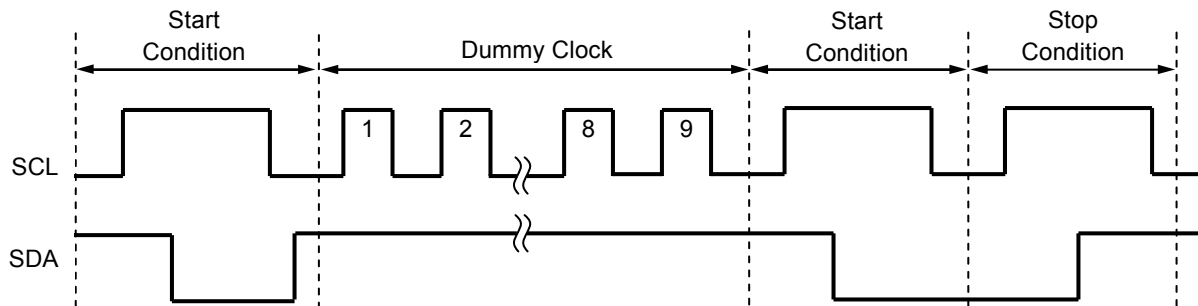 Start
Condition
Dummy Clock
Start
Condition
Stop
Condition
1 2 8 9
SCL
SDA